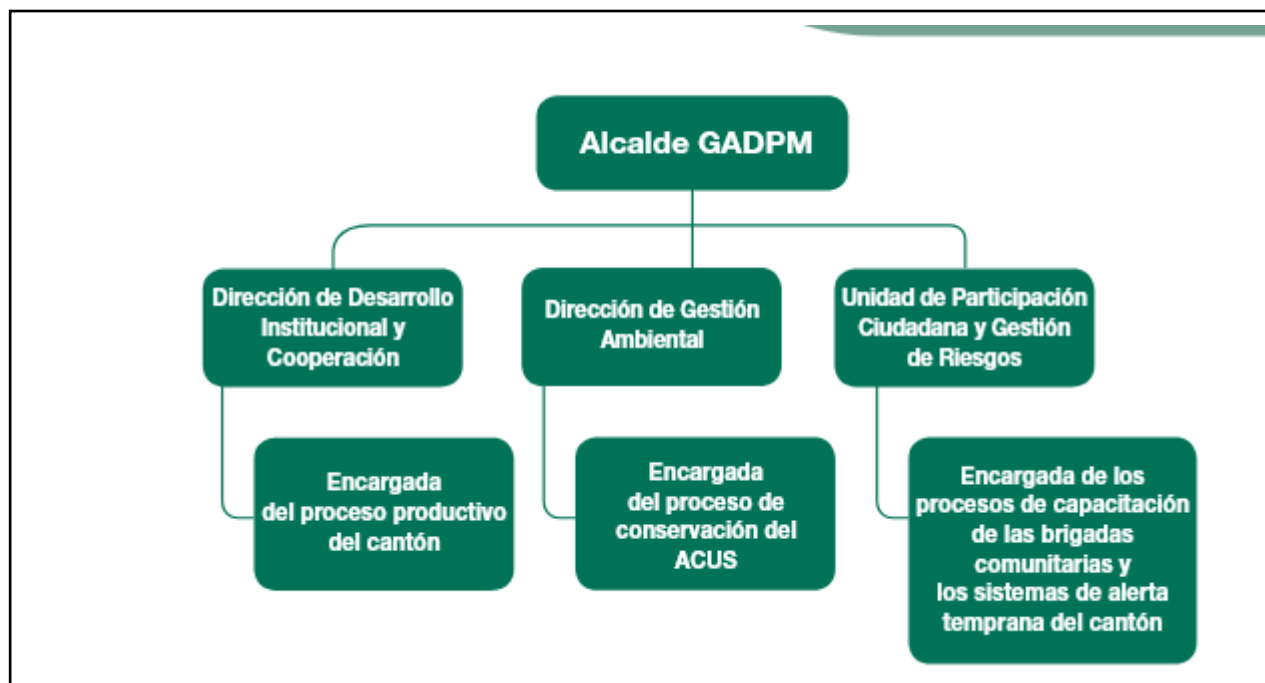 Alcalde GADPM
Dirección de Desarrollo
Institucional y
Cooperación
Dirección de Gestión
Ambiental
Unidad de Participación
Ciudadana y Gestión
de Riesgos
Encargada
del proceso productivo
del cantón
Encargada
del proceso de
conservación del
ACUS
Encargada de los
procesos de capacitación
de las brigadas
comunitarias y
los sistemas de alerta
temprana del cantón